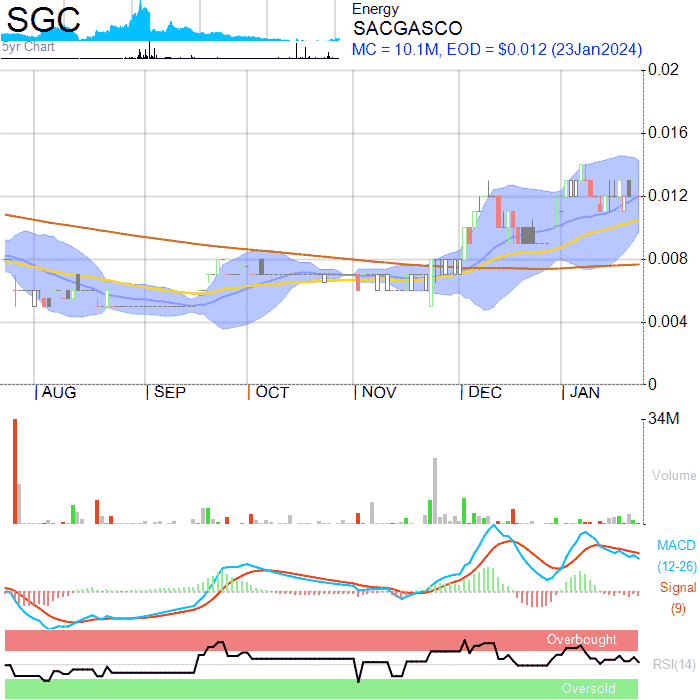 SGC
5yr Chart
Energy
SACGASCO
MC = 10.1M, EOD = $0.012 (23Jan2024)
0.02
0.016
0.012
0.008
0.004
0
AUG SEP OCT NOV DEC JAN
34M
Volume
MACD
(12-26)
Signal
(9)
Overbought
RSI(14)
Oversold